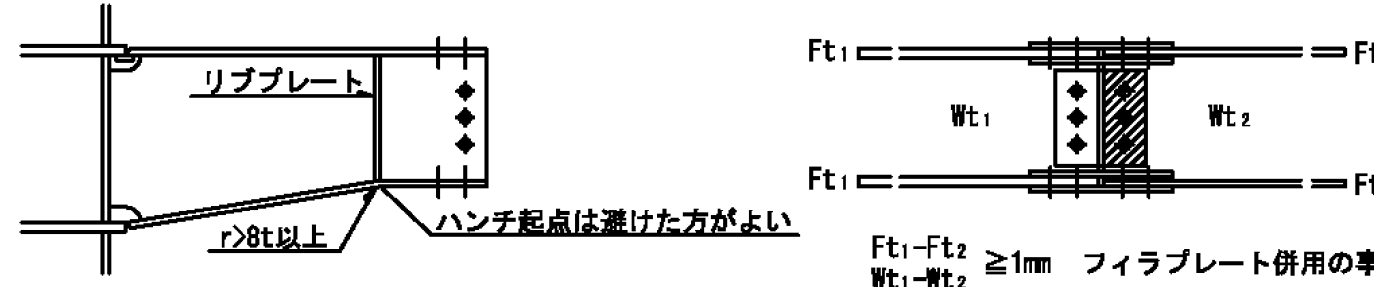 リブプレート
r>8t以上
ハンチ起点は避けた方がよい
Ft₁
Wt₁
Wt₂
Ft₁
Ft₁-Ft₂
Wt₁-Wt₂
≧1mm フィラプレート併用の事